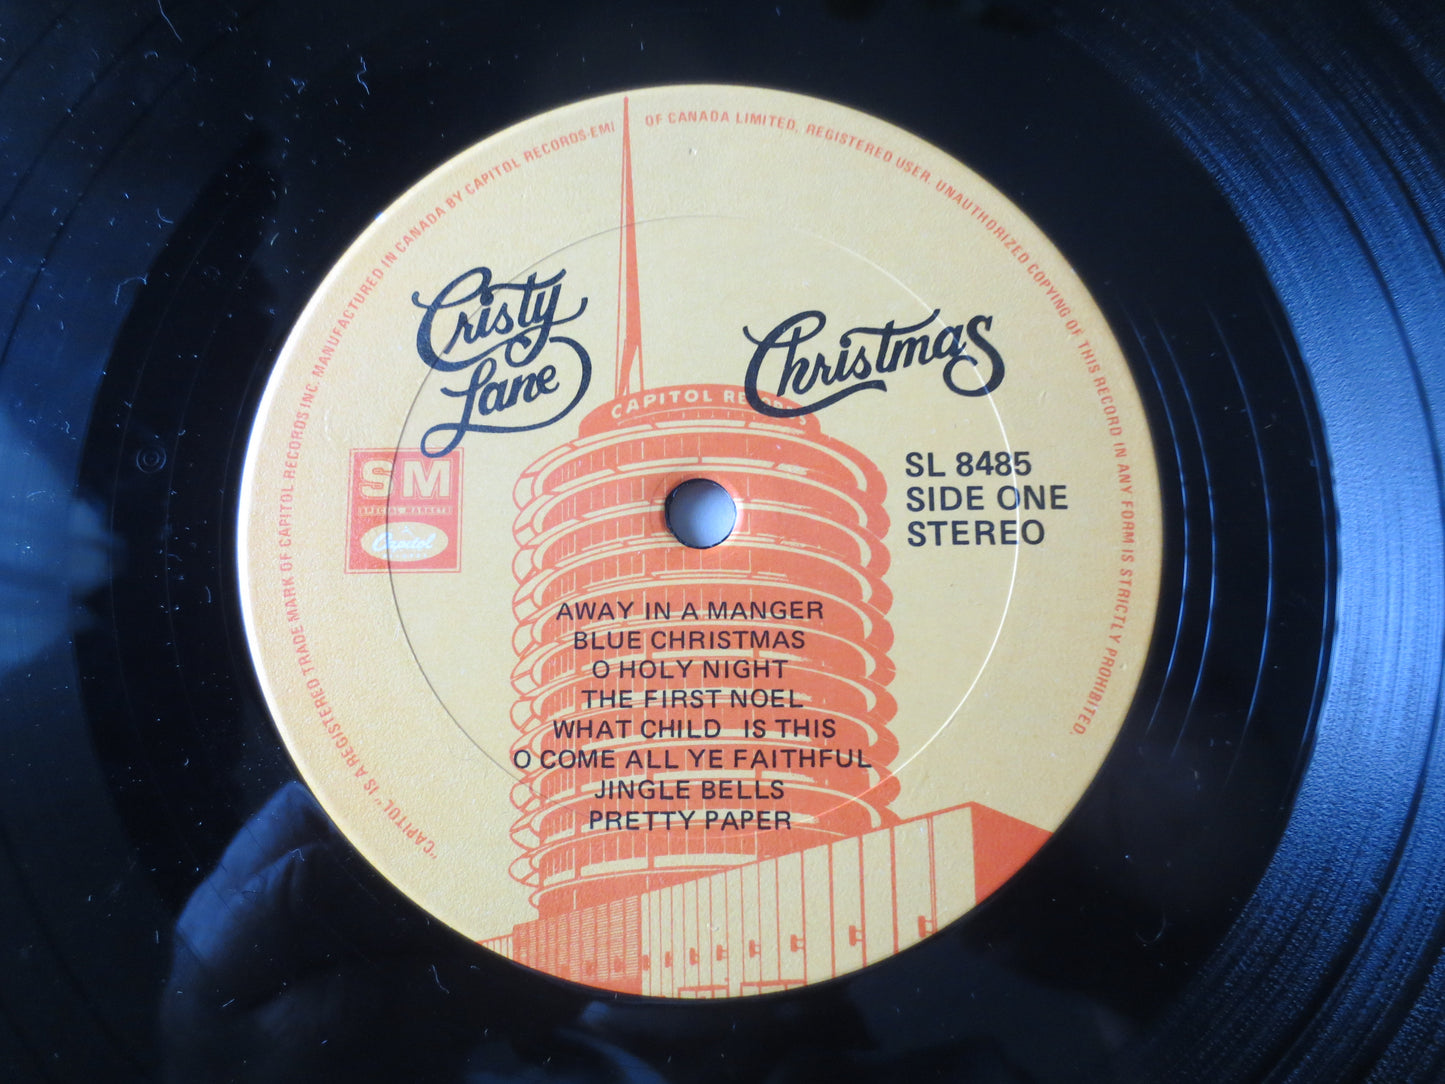 "CAPITOL" IS A REGISTERED TRADE MARK OF CAPITOL RECORDS INC. MANUFACTURED IN CANADA BY CAPITOL RECORDS-EMI OF CANADA LIMITED, REGISTERED USER. UNAUTHORIZED COPYING OF THIS RECORD IN ANY FORM IS STRICTLY PROHIBITED.
Cristy
Lane
Christmas
CAPITOL RECORDS
SM
SPECIAL MARKETS
Capitol
RECORDS
SL 8485
SIDE ONE
STEREO
AWAY IN A MANGER
BLUE CHRISTMAS
O HOLY NIGHT
THE FIRST NOEL
WHAT CHILD IS THIS
O COME ALL YE FAITHFUL
JINGLE BELLS
PRETTY PAPER